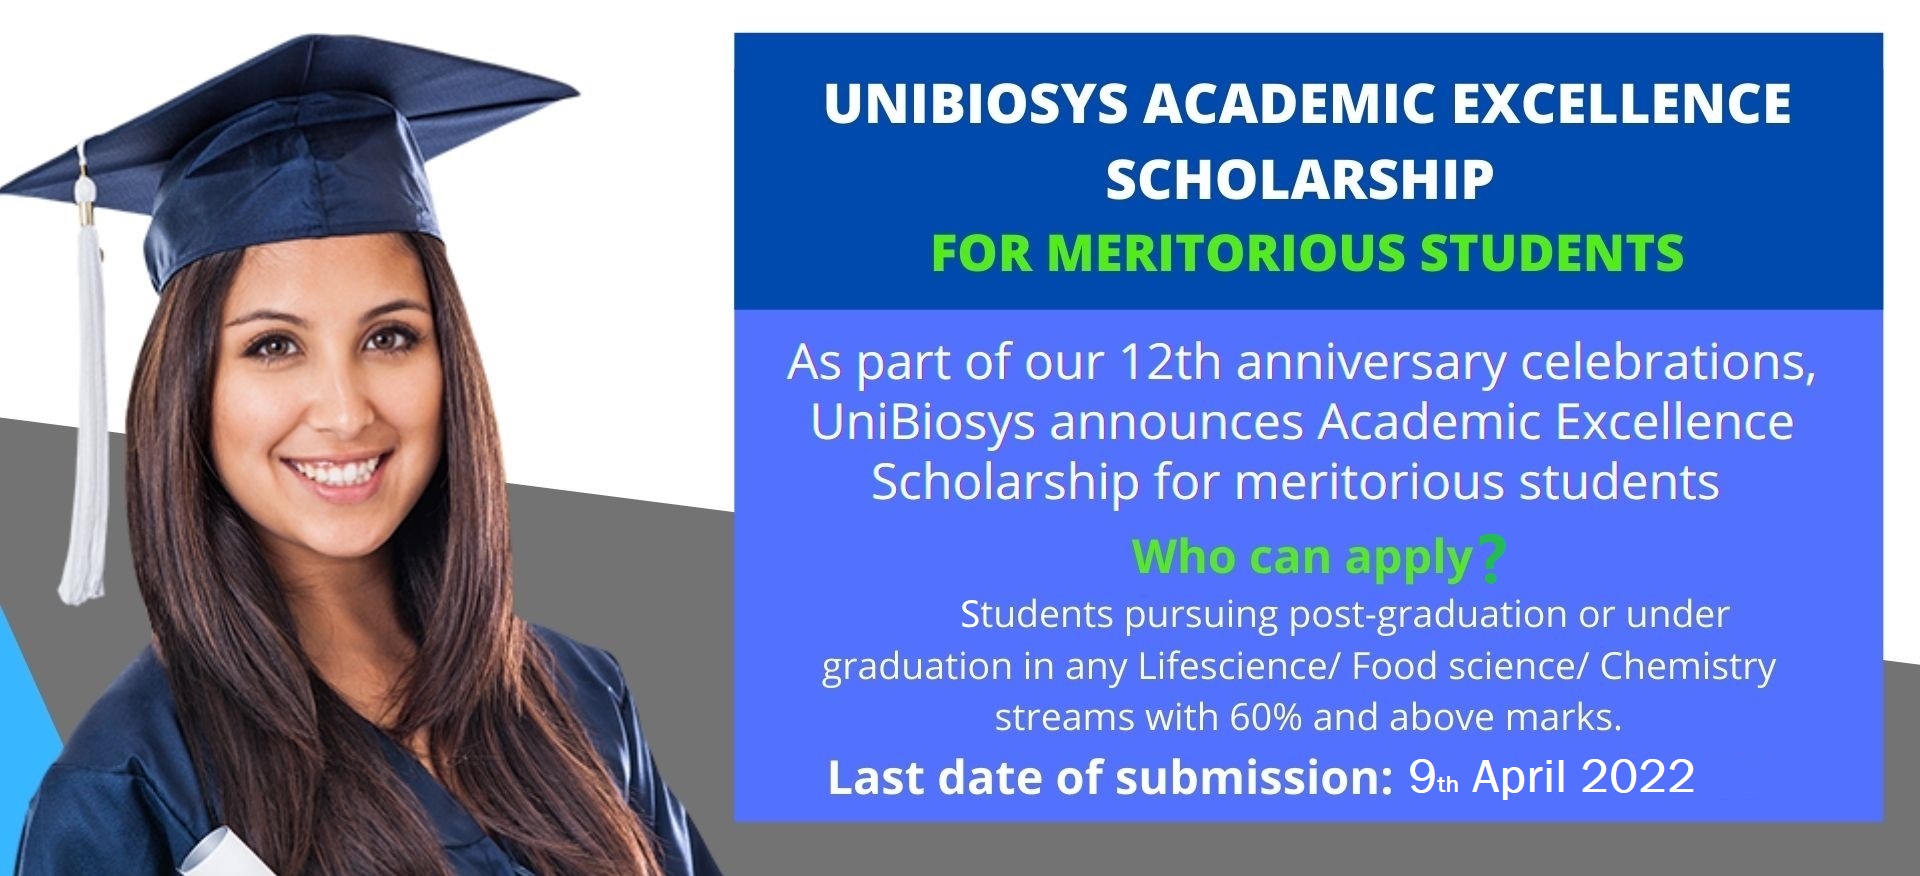 UNIBIOSYS ACADEMIC EXCELLENCE
SCHOLARSHIP
FOR MERITORIOUS STUDENTS
As part of our 12th anniversary celebrations,
UniBiosys announces Academic Excellence
Scholarship for meritorious students
Who can apply?
Students pursuing post-graduation or under
graduation in any Lifescience/ Food science/ Chemistry
streams with 60% and above marks.
Last date of submission: 9th April 2022